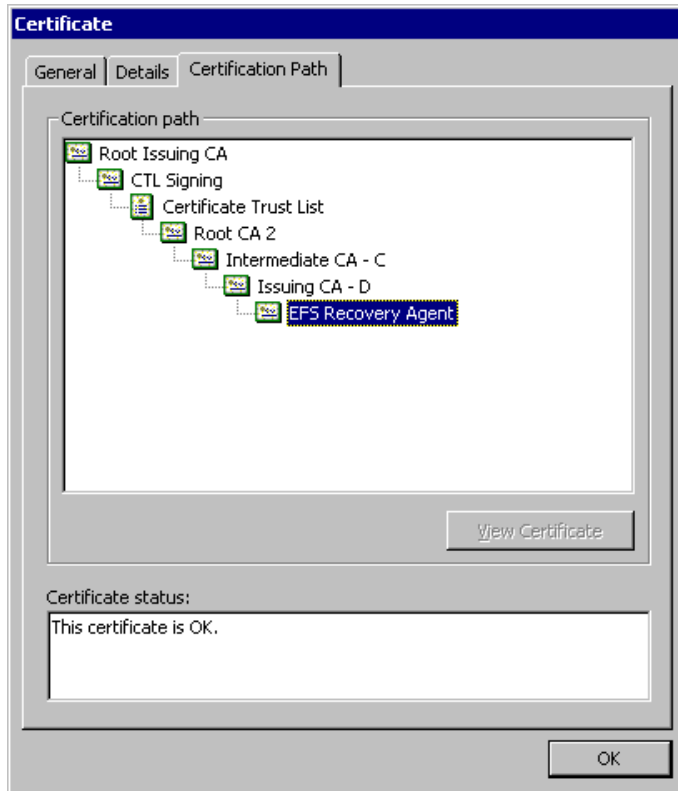 Certificate
General Details Certification Path
Certification path
Root Issuing CA
CTL Signing
Certificate Trust List
Root CA 2
Intermediate CA - C
Issuing CA - D
EFS Recovery Agent
View Certificate
Certificate status:
This certificate is OK.
OK